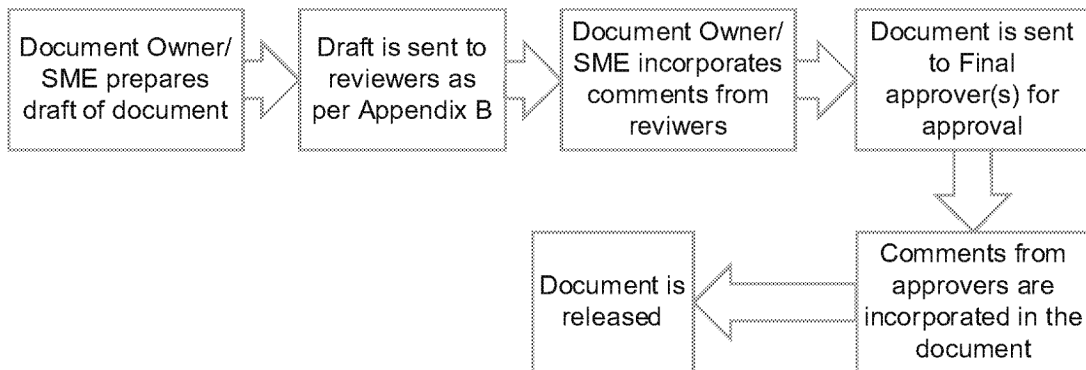 Document Owner/
SME prepares
draft of document
Draft is sent to
reviewers as
per Appendix B
Document Owner/
SME incorporates
comments from
reviwers
Document is sent
to Final
approver(s) for
approval
Comments from
approvers are
incorporated in the
document
Document is
released